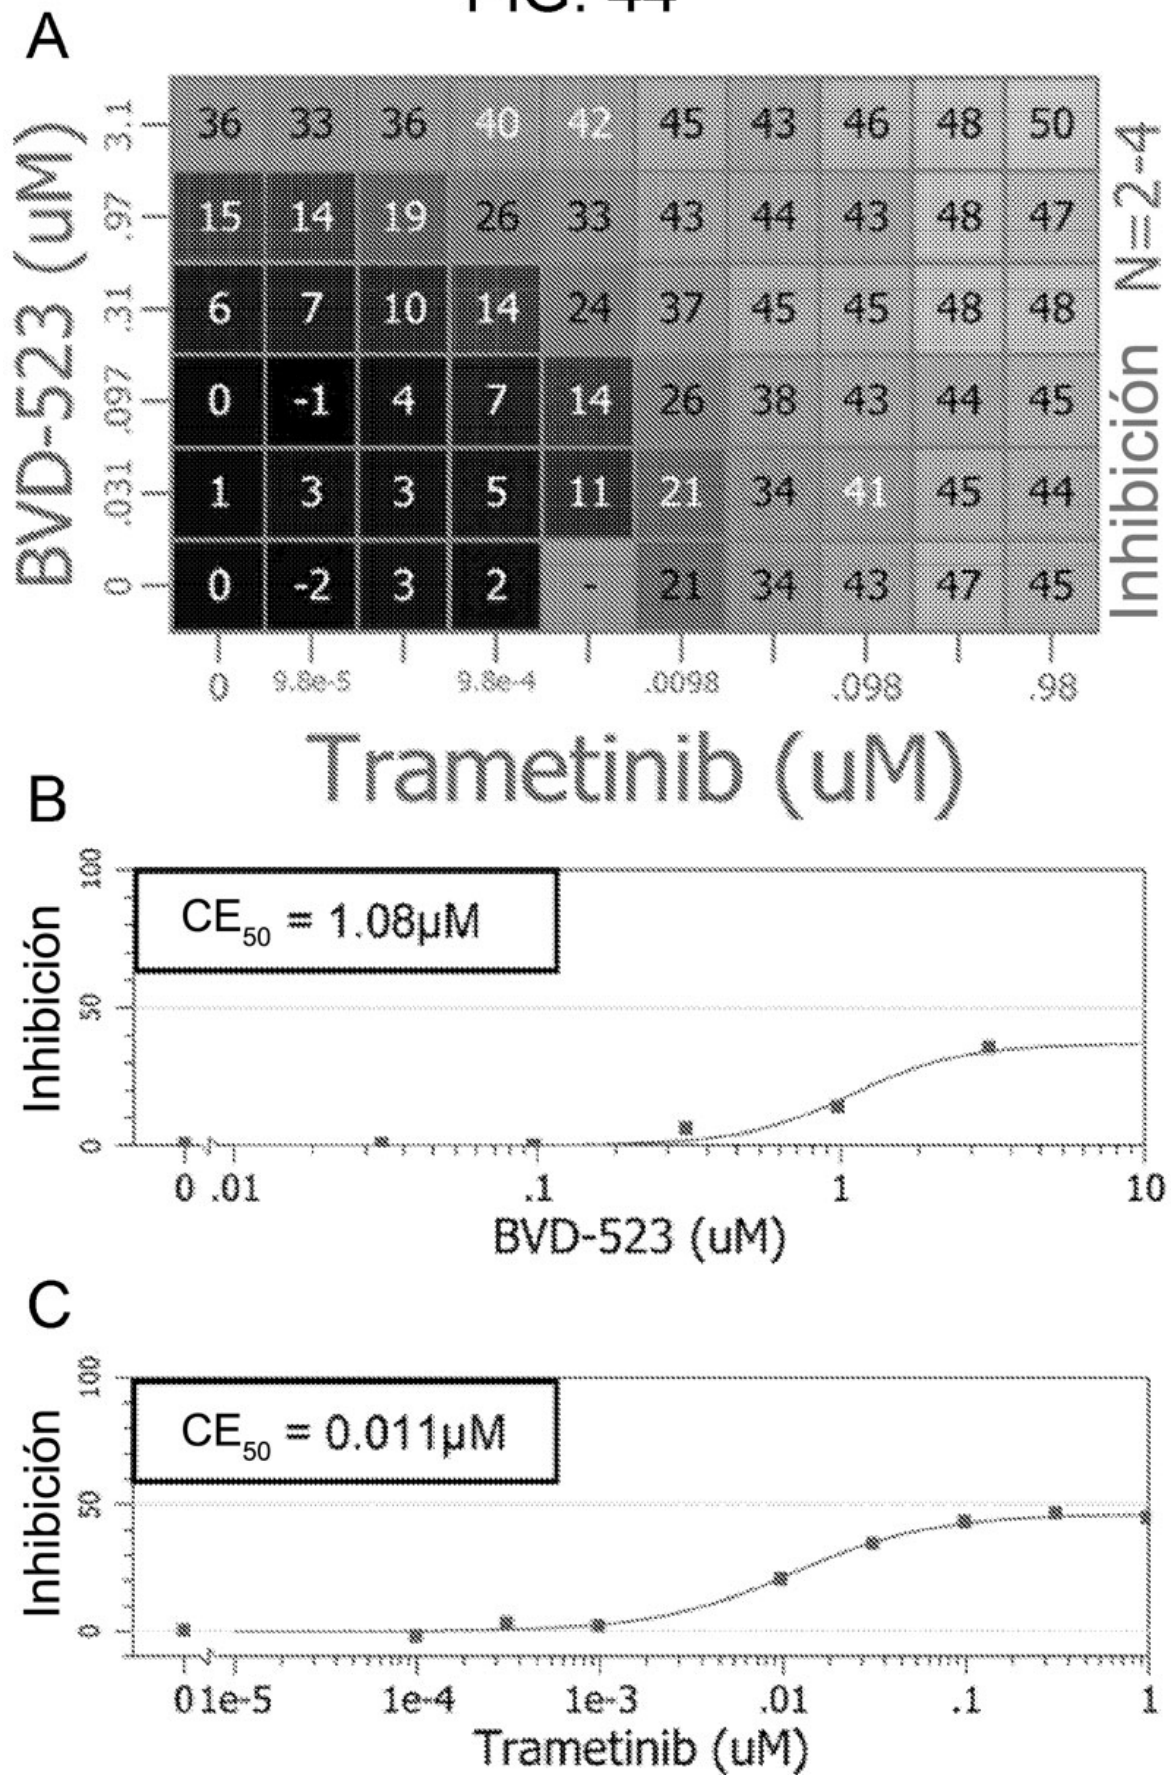 FIG. 44
A
BVD-523 (uM)
3.1 36 33 36 40 42 45 43 46 48 50
.97 15 14 19 26 33 43 44 43 48 47
.31 6 7 10 14 24 37 45 45 48 48
.097 0 -1 4 7 14 26 38 43 44 45
.031 1 3 3 5 11 21 34 41 45 44
0 0 -2 3 2 - 21 34 43 47 45
0 9.8e-5 9.8e-4 .0098 .098 .98
Trametinib (uM)
Inhibición N=2-4
B
Inhibición
100
50
0
CE50 = 1.08µM
0 .01 .1 1 10
BVD-523 (uM)
C
Inhibición
100
50
0
CE50 = 0.011µM
0 1e-5 1e-4 1e-3 .01 .1 1
Trametinib (uM)